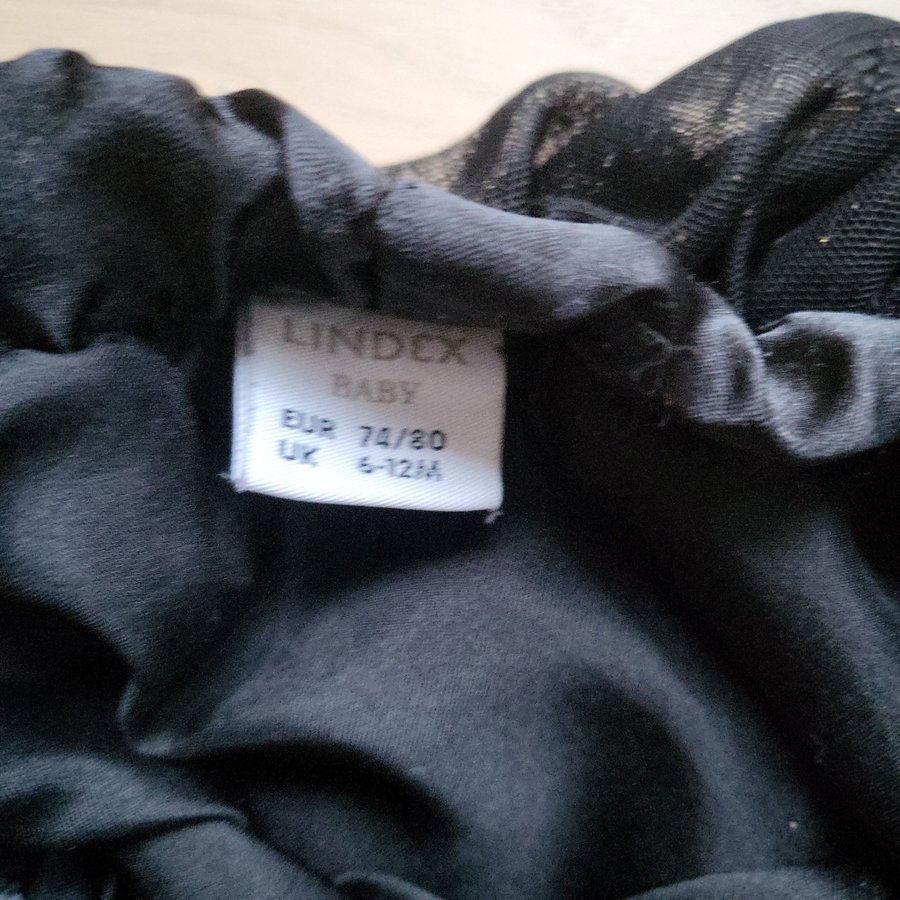 LINDEX
BABY
EUR 74/80
UK 6-12M